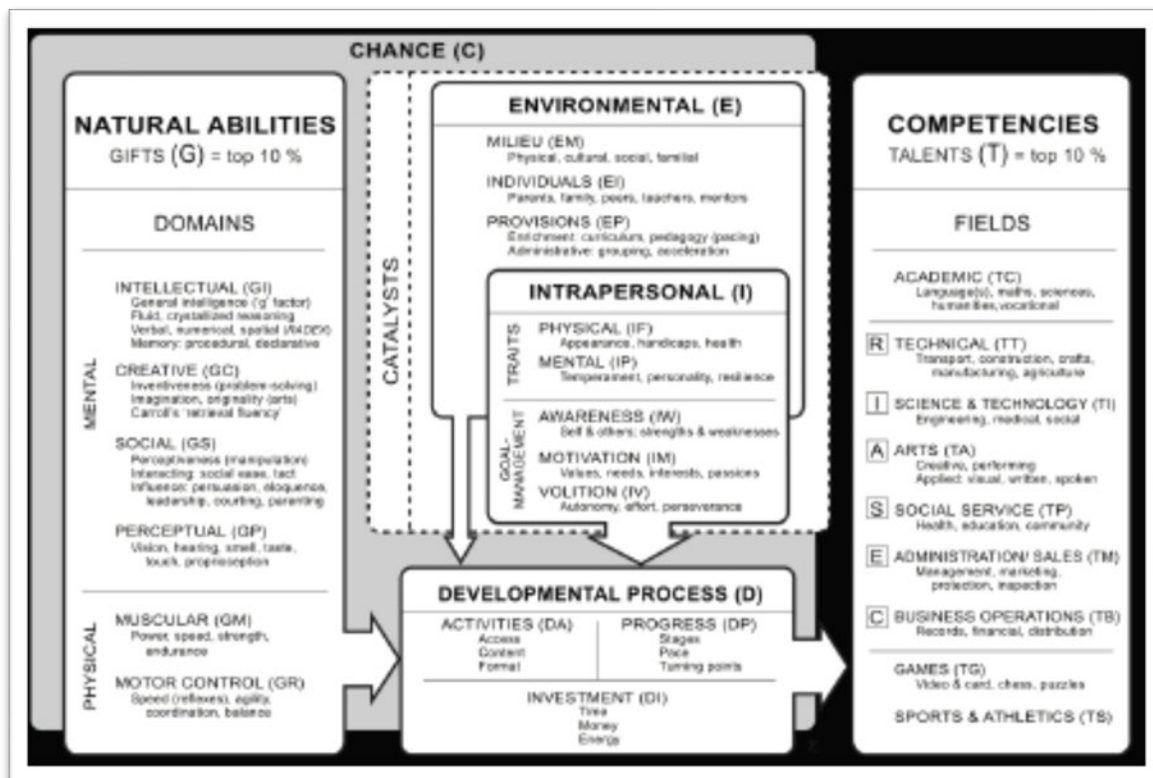 CHANCE (C)
NATURAL ABILITIES
GIFTS (G) = top 10 %
DOMAINS
MENTAL
INTELLECTUAL (GI)
General intelligence ('g' factor)
Fluid, crystallized reasoning
Verbal, numerical, spatial (RADEX)
Memory: procedural, declarative
CREATIVE (GC)
Inventiveness (problem-solving)
Imagination, originality (arts)
Carroll's 'retrieval fluency'
SOCIAL (GS)
Perceptiveness (manipulation)
Interacting: social ease, tact
Influence: persuasion, eloquence,
leadership, courting, parenting
PERCEPTUAL (GP)
Vision, hearing, smell, taste,
touch, proprioception
PHYSICAL
MUSCULAR (GM)
Power, speed, strength,
endurance
MOTOR CONTROL (GR)
Speed (reflexes), agility,
coordination, balance
CATALYSTS
ENVIRONMENTAL (E)
MILIEU (EM)
Physical, cultural, social, familial
INDIVIDUALS (EI)
Parents, family, peers, teachers, mentors
PROVISIONS (EP)
Enrichment: curriculum, pedagogy (pacing)
Administrative: grouping, acceleration
INTRAPERSONAL (I)
TRAITS
PHYSICAL (IF)
Appearance, handicaps, health
MENTAL (IP)
Temperament, personality, resilience
GOAL-
MANAGEMENT
AWARENESS (IW)
Self & others; strengths & weaknesses
MOTIVATION (IM)
Values, needs, interests, passions
VOLITION (IV)
Autonomy, effort, perseverance
DEVELOPMENTAL PROCESS (D)
ACTIVITIES (DA)
Access
Content
Format
PROGRESS (DP)
Stages
Pace
Turning points
INVESTMENT (DI)
Time
Money
Energy
COMPETENCIES
TALENTS (T) = top 10 %
FIELDS
ACADEMIC (TC)
Language(s), maths, sciences,
humanities, vocational
R TECHNICAL (TT)
Transport, construction, crafts,
manufacturing, agriculture
I SCIENCE & TECHNOLOGY (TI)
Engineering, medical, social
A ARTS (TA)
Creative, performing
Applied: visual, written, spoken
S SOCIAL SERVICE (TP)
Health, education, community
E ADMINISTRATION/ SALES (TM)
Management, marketing,
protection, inspection
C BUSINESS OPERATIONS (TB)
Records, financial, distribution
GAMES (TG)
Video & card, chess, puzzles
SPORTS & ATHLETICS (TS)